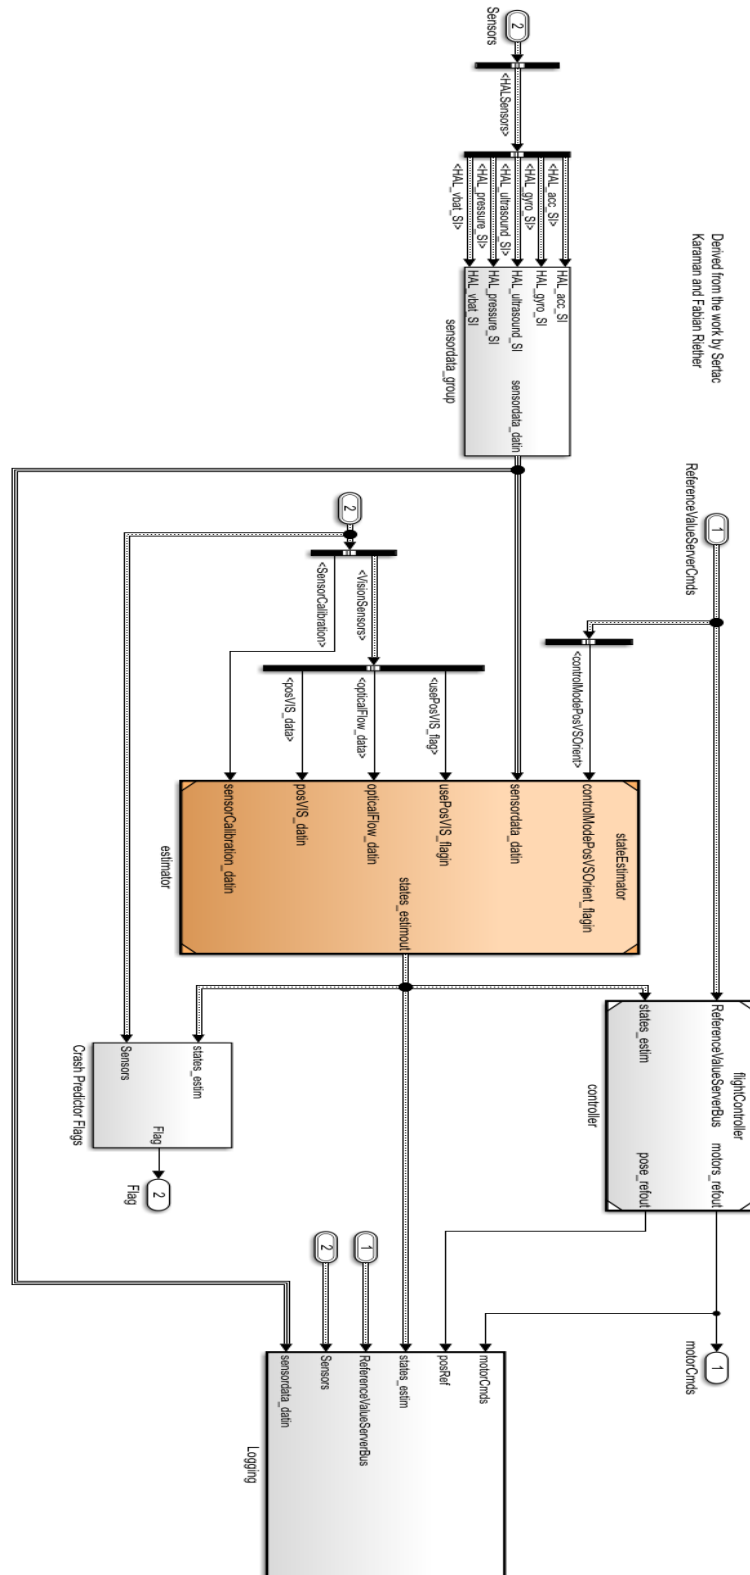 Derived from the work by Sertac
Karaman and Fabian Riether
1
ReferenceValueServerCmds
<controlModePosVSOrient>
2
Sensors
<HALSensors>
<HAL_acc_SI>
<HAL_gyro_SI>
<HAL_ultrasound_SI>
<HAL_pressure_SI>
<HAL_vbat_SI>
HAL_acc_SI
HAL_gyro_SI
HAL_ultrasound_SI
HAL_pressure_SI
HAL_vbat_SI
sensordata_datin
sensordata_group
2
<VisionSensors>
<SensorCalibration>
<usePosVIS_flag>
<opticalFlow_data>
<posVIS_data>
stateEstimator
controlModePosVSOrient_flagin
sensordata_datin
usePosVIS_flagin
opticalFlow_datin
posVIS_datin
sensorCalibration_datin
states_estimout
estimator
flightController
ReferenceValueServerBus
states_estim
motors_refout
pose_refout
controller
states_estim
Sensors
Flag
Crash Predictor Flags
2
Flag
1
motorCmds
1
2
motorCmds
posRef
states_estim
ReferenceValueServerBus
Sensors
sensordata_datin
Logging